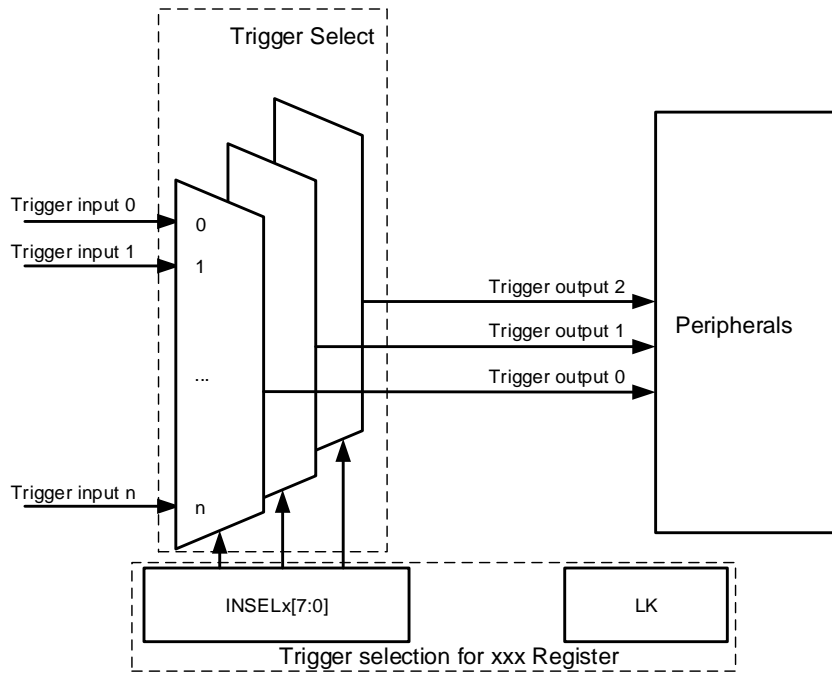 Trigger Select
Trigger input 0
0
Trigger input 1
1
Trigger output 2
Trigger output 1
Peripherals
...
Trigger output 0
Trigger input n
n
INSELx[7:0]
LK
Trigger selection for xxx Register